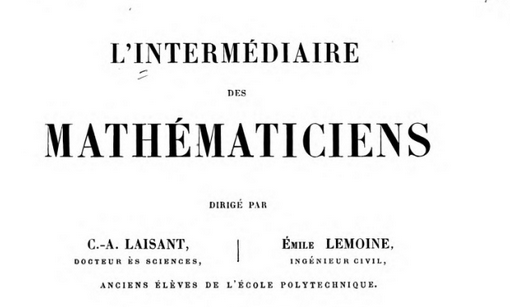 L'INTERMÉDIAIRE
DES
MATHÉMATICIENS
DIRIGÉ PAR
C.-A. LAISANT,
DOCTEUR ÈS SCIENCES,
ÉMILE LEMOINE,
INGÉNIEUR CIVIL,
ANCIENS ÉLÈVES DE L'ÉCOLE POLYTECHNIQUE.